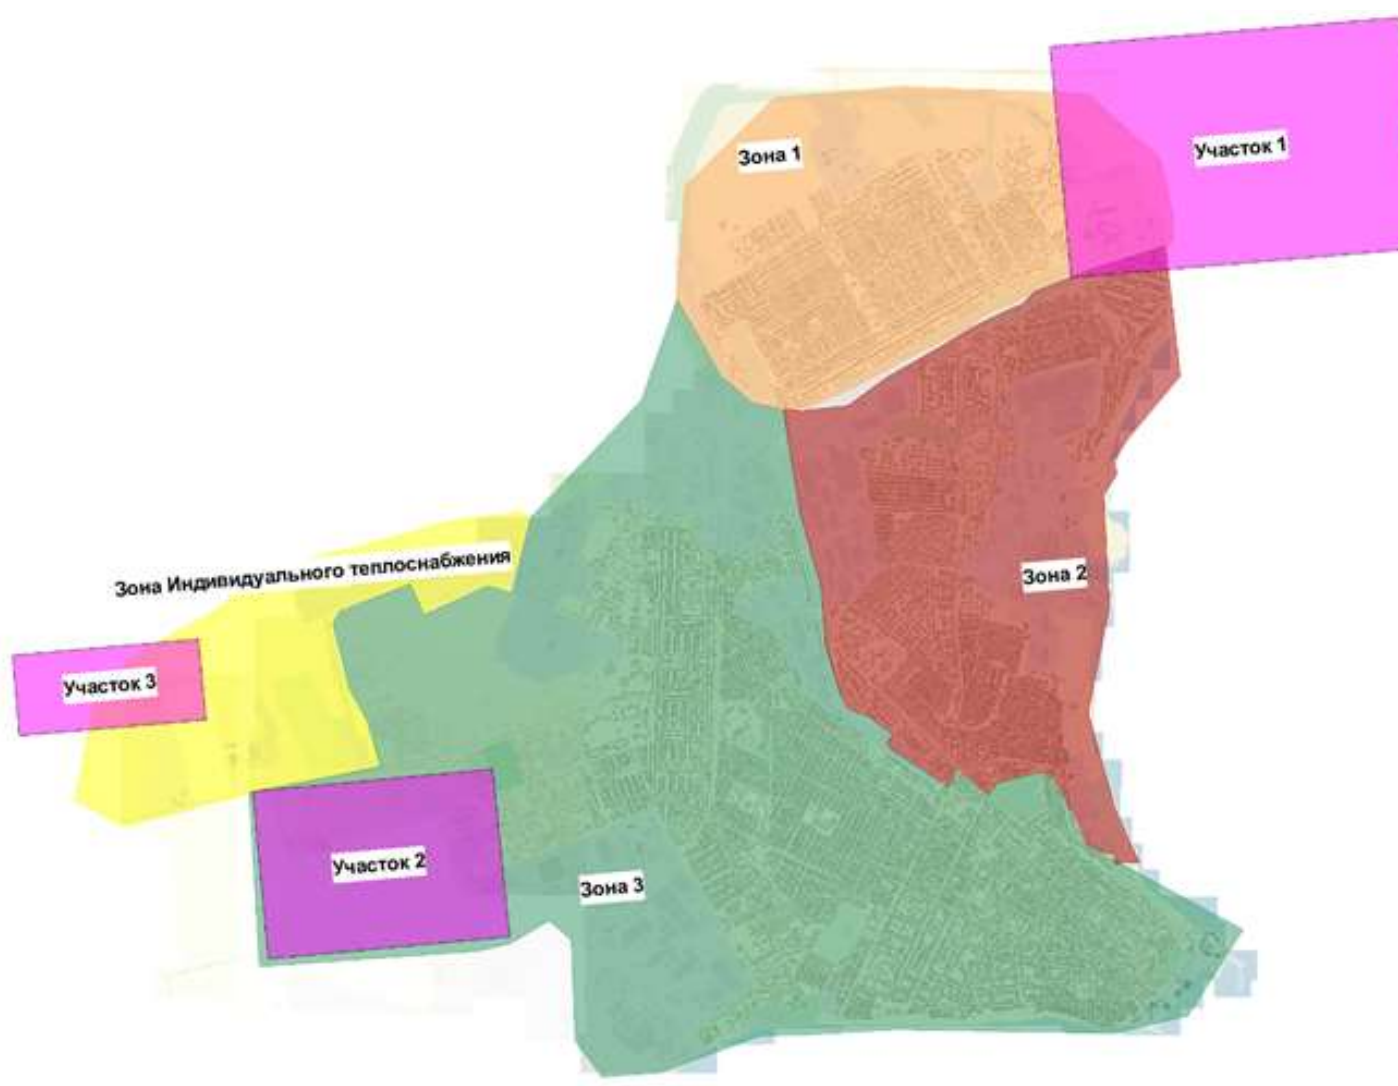 Участок 1
Зона 1
Зона Индивидуального теплоснабжения
Зона 2
Участок 3
Участок 2
Зона 3